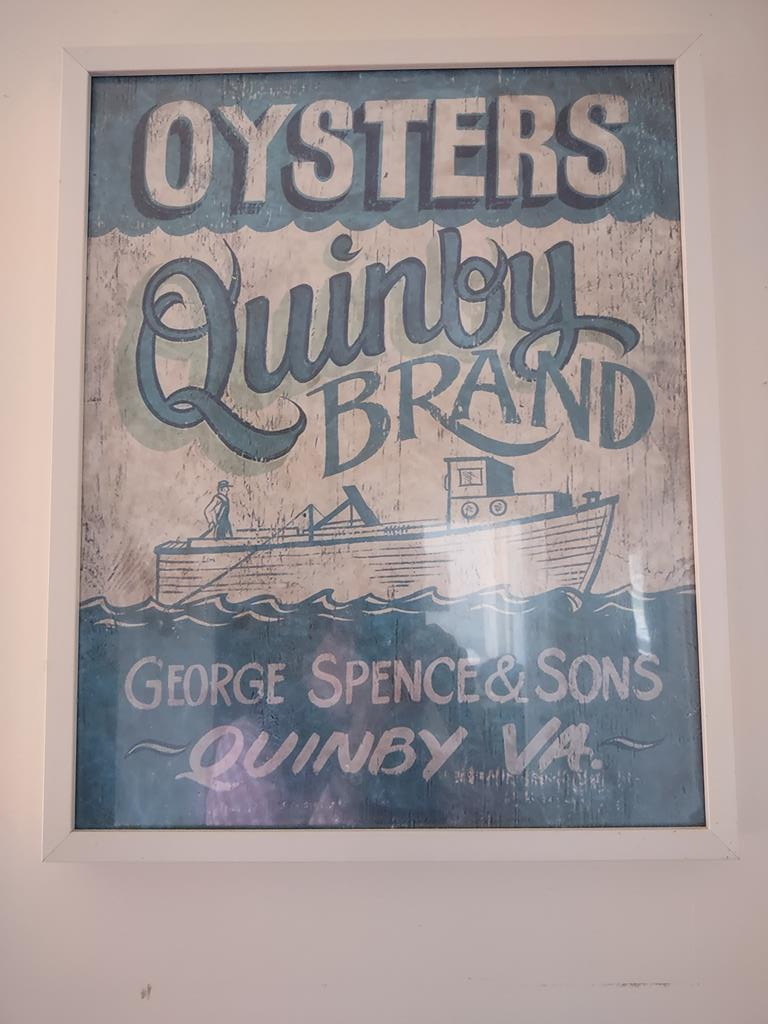 OYSTERS
Quinby
BRAND
GEORGE SPENCE & SONS
QUINBY VA.